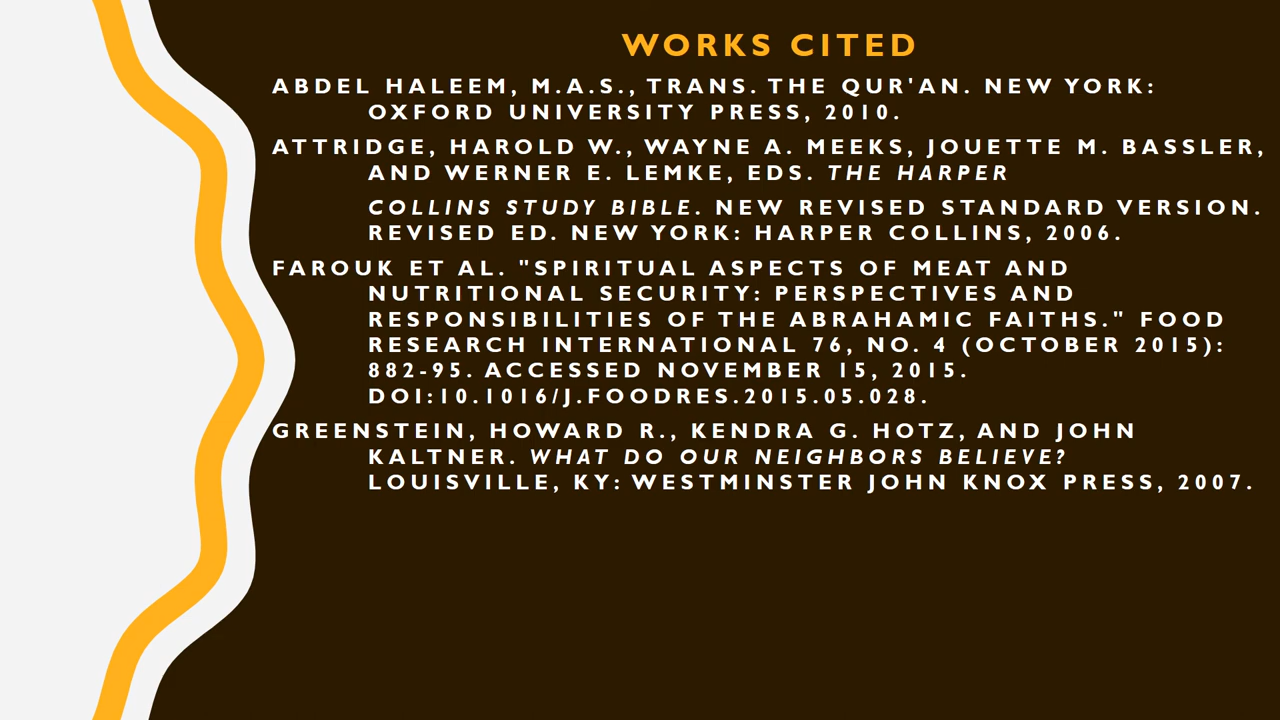 WORKS CITED
ABDEL HALEEM, M.A.S., TRANS. THE QUR'AN. NEW YORK:
OXFORD UNIVERSITY PRESS, 2010.
ATTRIDGE, HAROLD W., WAYNE A. MEEKS, JOUETTE M. BASSLER,
AND WERNER E. LEMKE, EDS. THE HARPER
COLLINS STUDY BIBLE. NEW REVISED STANDARD VERSION.
REVISED ED. NEW YORK: HARPER COLLINS, 2006.
FAROUK ET AL. "SPIRITUAL ASPECTS OF MEAT AND
NUTRITIONAL SECURITY: PERSPECTIVES AND
RESPONSIBILITIES OF THE ABRAHAMIC FAITHS." FOOD
RESEARCH INTERNATIONAL 76, NO. 4 (OCTOBER 2015):
882-95. ACCESSED NOVEMBER 15, 2015.
DOI:10.1016/J.FOODRES.2015.05.028.
GREENSTEIN, HOWARD R., KENDRA G. HOTZ, AND JOHN
KALTNER. WHAT DO OUR NEIGHBORS BELIEVE?
LOUISVILLE, KY: WESTMINSTER JOHN KNOX PRESS, 2007.